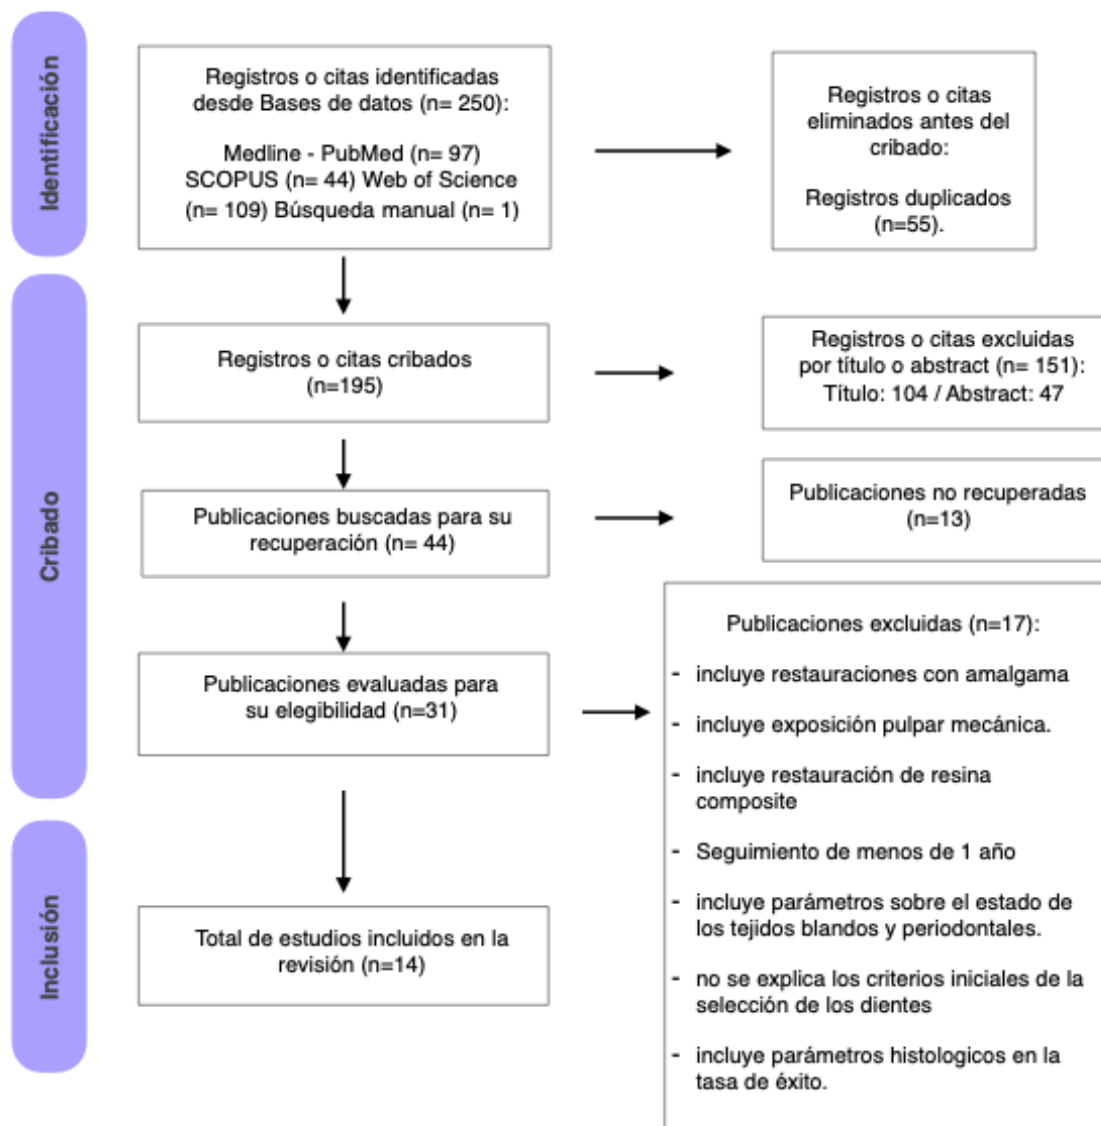 Identificación
Registros o citas identificadas
desde Bases de datos (n= 250):
Medline - PubMed (n= 97)
SCOPUS (n= 44) Web of Science
(n= 109) Búsqueda manual (n= 1)
Registros o citas
eliminados antes del
cribado:
Registros duplicados
(n=55).
Cribado
Registros o citas cribados
(n=195)
Registros o citas excluidas
por título o abstract (n= 151):
Título: 104 / Abstract: 47
Publicaciones buscadas para su
recuperación (n= 44)
Publicaciones no recuperadas
(n=13)
Publicaciones evaluadas para
su elegibilidad (n=31)
Publicaciones excluidas (n=17):
- incluye restauraciones con amalgama
- incluye exposición pulpar mecánica.
- incluye restauración de resina
composite
- Seguimiento de menos de 1 año
- incluye parámetros sobre el estado de
los tejidos blandos y periodontales.
- no se explica los criterios iniciales de la
selección de los dientes
- incluye parámetros histologicos en la
tasa de éxito.
Inclusión
Total de estudios incluidos en la
revisión (n=14)